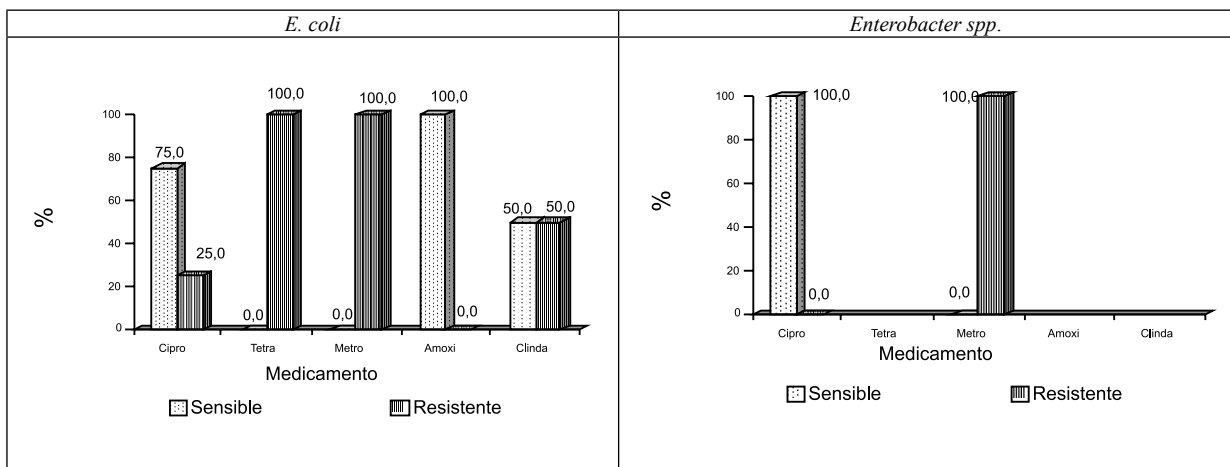 E. coli
100,0 100,0 100,0
100
80
75,0
60
50,0 50,0
%
40
25,0
20
0,0 0,0 0,0
0
Cipro Tetra Metro Amoxi Clinda
Medicamento
Sensible Resistente
Enterobacter spp.
100 100,0 100,0
80
60
%
40
20
0,0 0,0
0
Cipro Tetra Metro Amoxi Clinda
Medicamento
Sensible Resistente